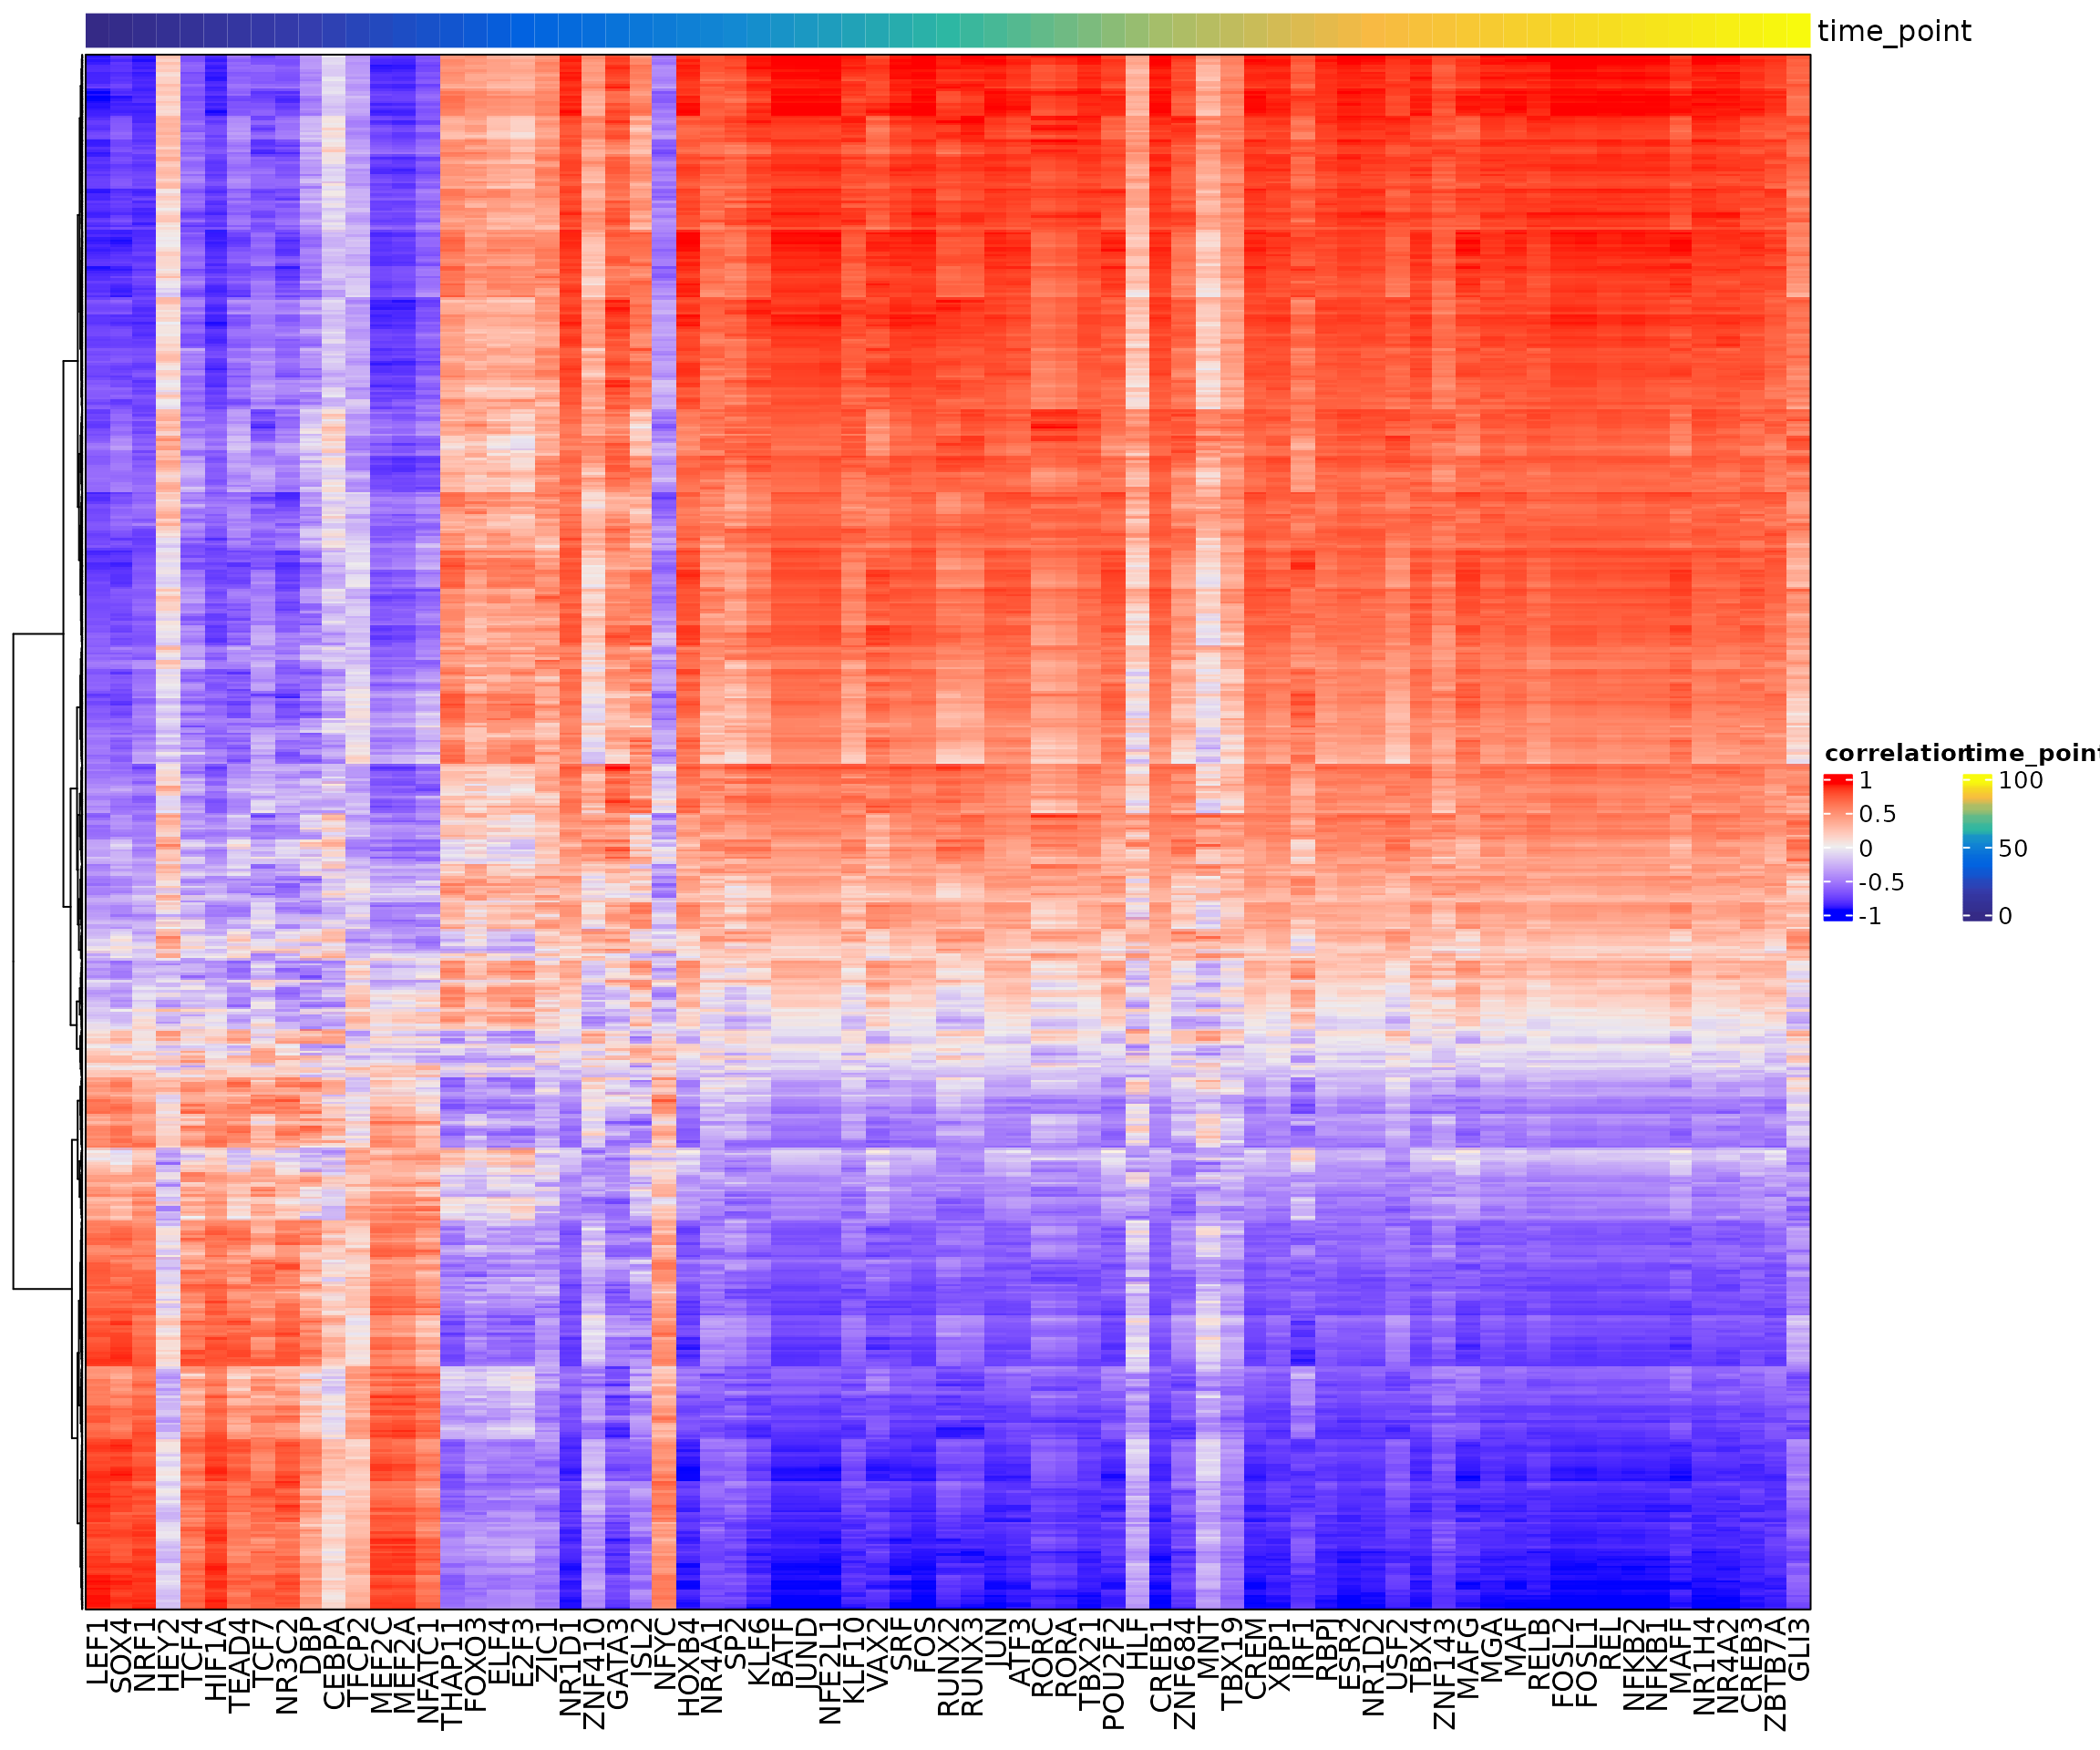 time_point
correlation
time_point
1
0.5
0
-0.5
-1
100
50
0
LEF1
SOX4
NRF1
HEY2
TCF4
HIF1A
TEAD4
TCF7
NR3C2
DBP
CEBPA
TFCP2
MEF2C
MEF2A
NFATC1
THAP11
FOXO3
ELF4
E2F3
ZIC1
NR1D1
ZNF410
GATA3
ISL2
NFYC
HOXB4
NR4A1
SP2
KLF6
BATF
JUND
NFE2L1
KLF10
VAX2
SRF
FOS
RUNX2
RUNX3
JUN
ATF3
RORC
RORA
TBX21
POU2F2
HLF
CREB1
ZNF684
MNT
TBX19
CREM
XBP1
IRF1
RBPJ
ESR2
NR1D2
USF2
TBX4
ZNF143
MAFG
MGA
MAF
RELB
FOSL2
FOSL1
REL
NFKB2
NFKB1
MAFF
NR1H4
NR4A2
CREB3
ZBTB7A
GLI3